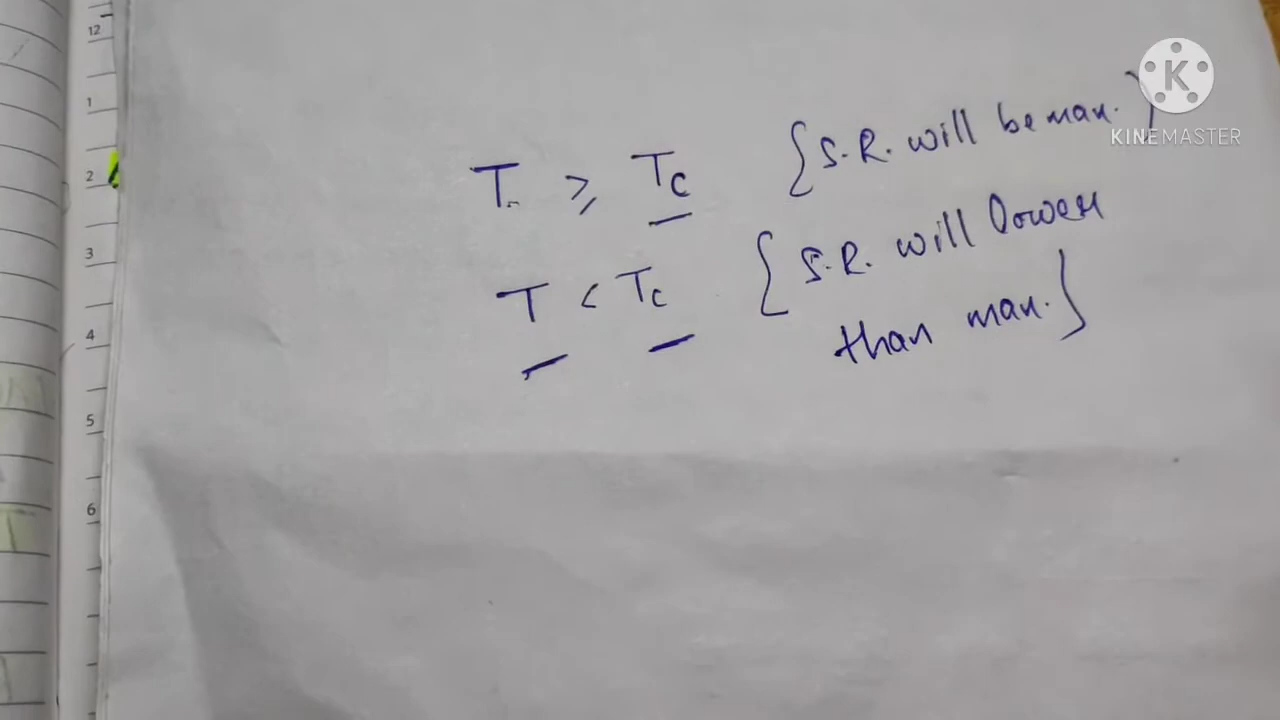 12
1
2
3
4
5
6
T ≥ Tc {S.R. will be max.}
T < Tc {S.R. will lower
than max.}
K
KINEMASTER